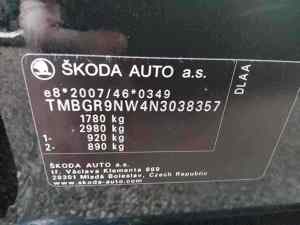 ŠKODA AUTO a.s.
e8*2007/46*0349
TMBGR9NW4N3038357
1780 kg
2980 kg
1- 920 kg
2- 890 kg
DLAA
ŠKODA AUTO a.s.
tř. Václava Klementa 869
29301 Mladá Boleslav, Czech Republic
www.skoda-auto.com